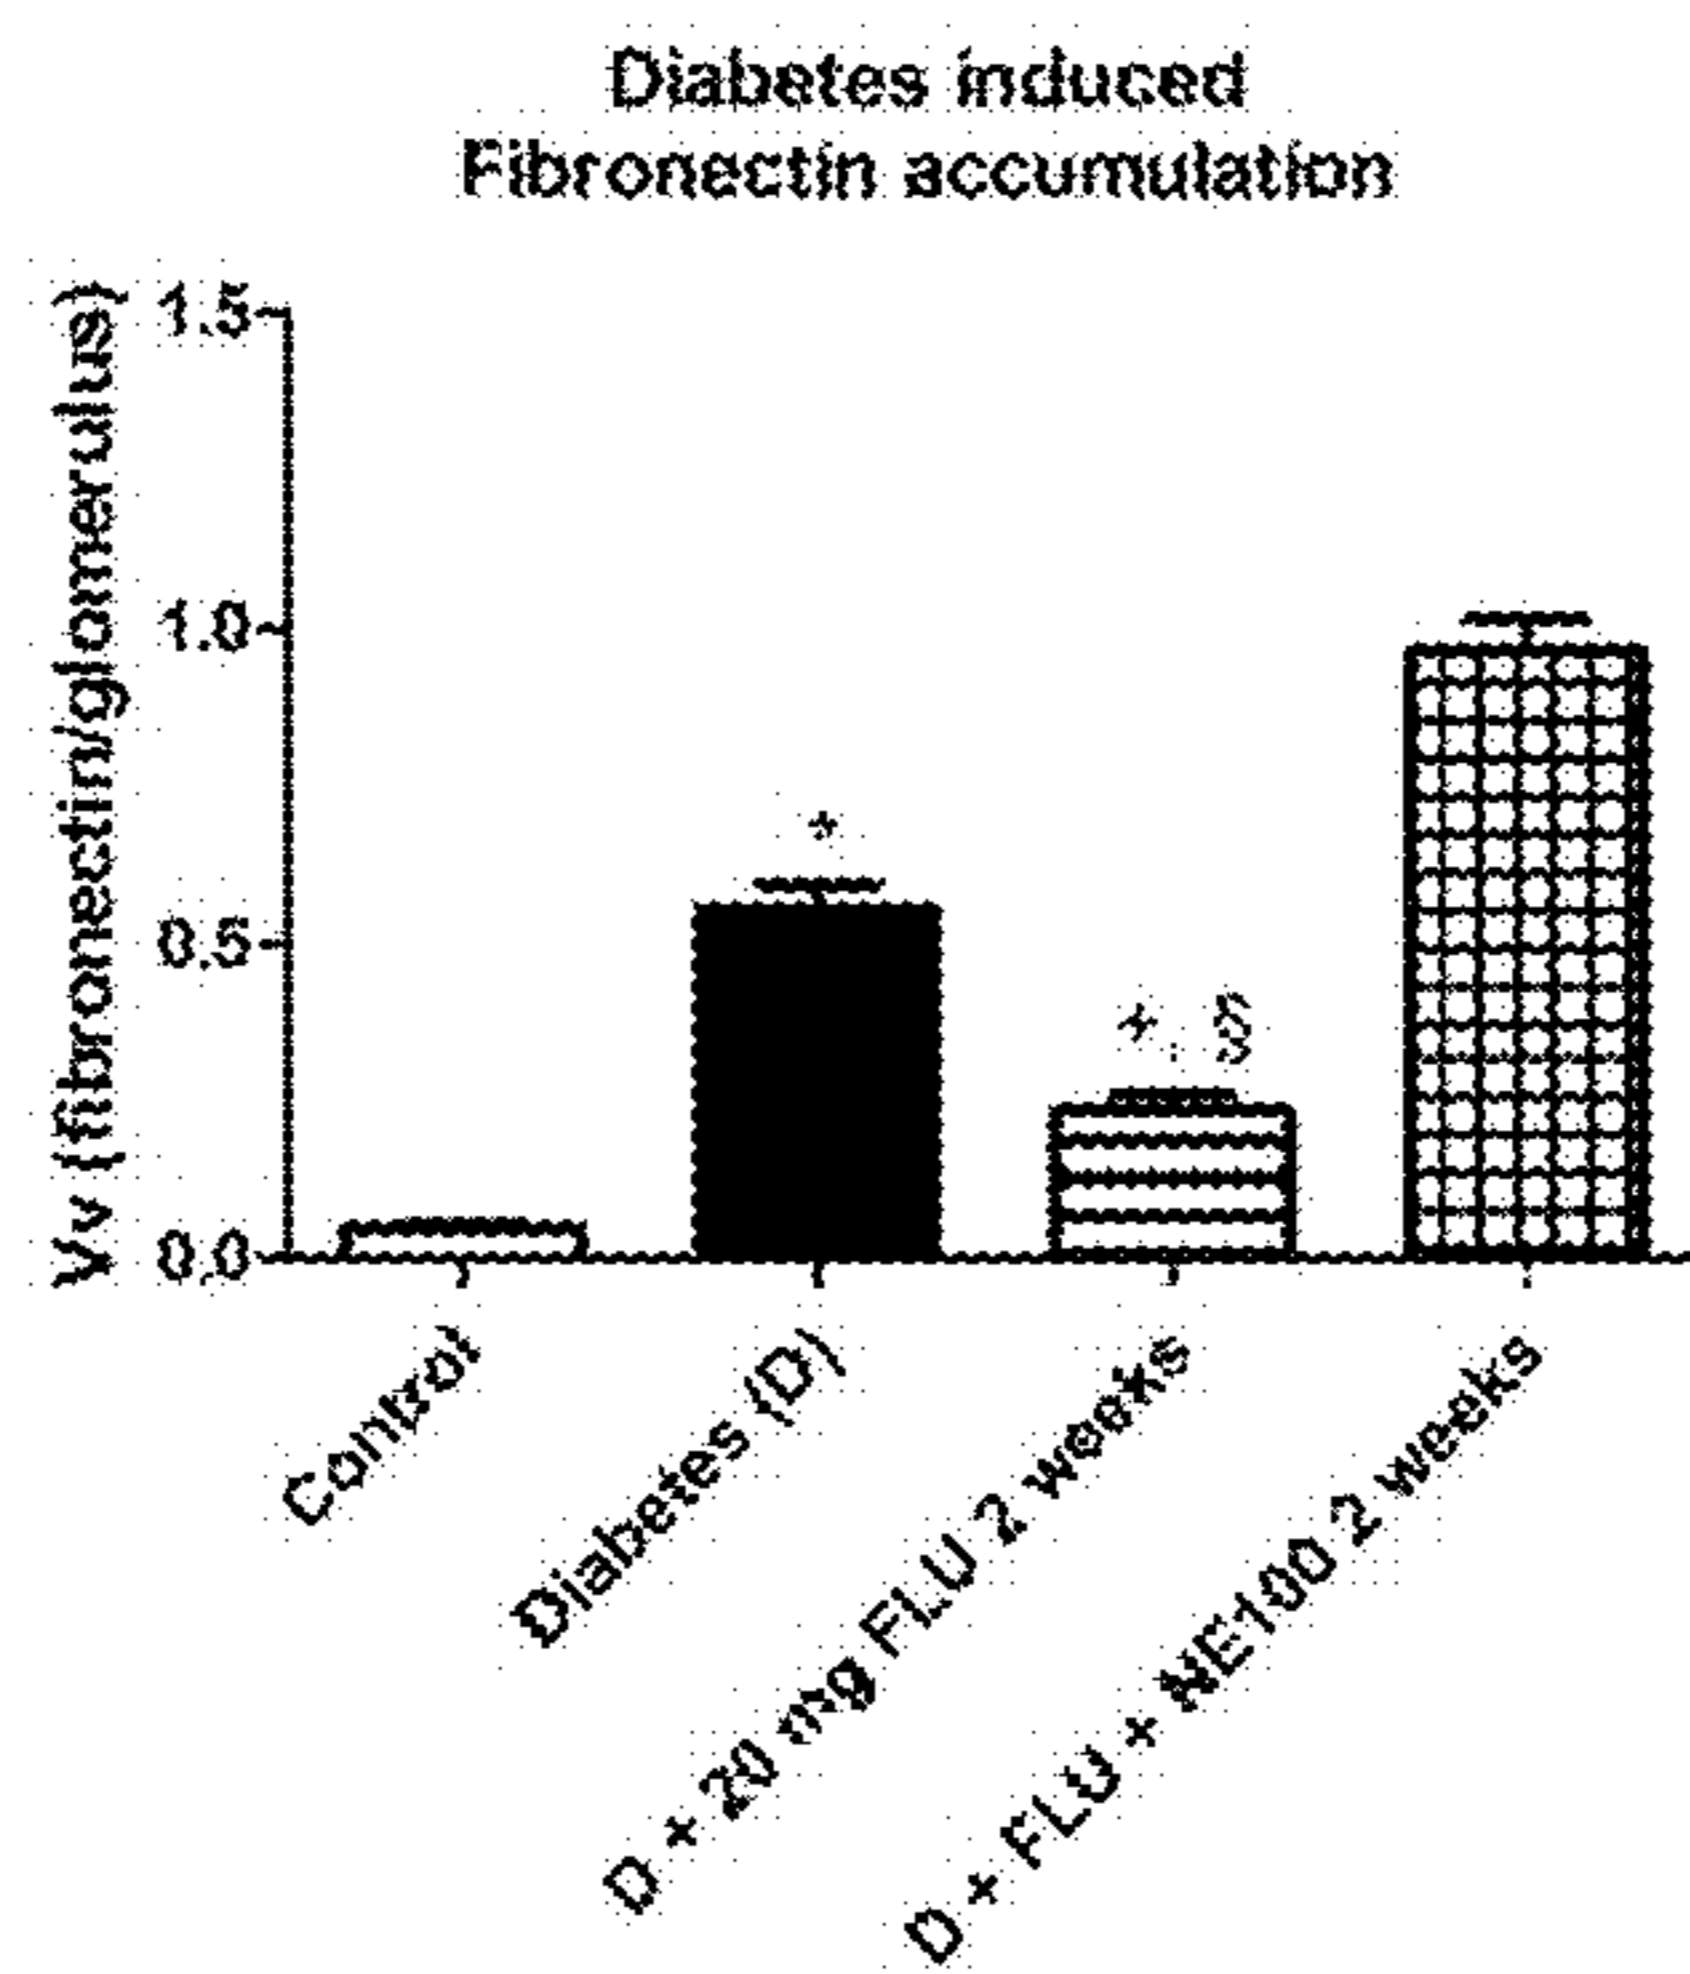 Diabetes induced
Fibronectin accumulation
Vv (fibronectin/glomerulus)
1.5
1.0
0.5
0.0
*
*, §
Control
Diabetes (D)
D + 20 mg FLU 2 weeks
D + FLU + NE100 2 weeks